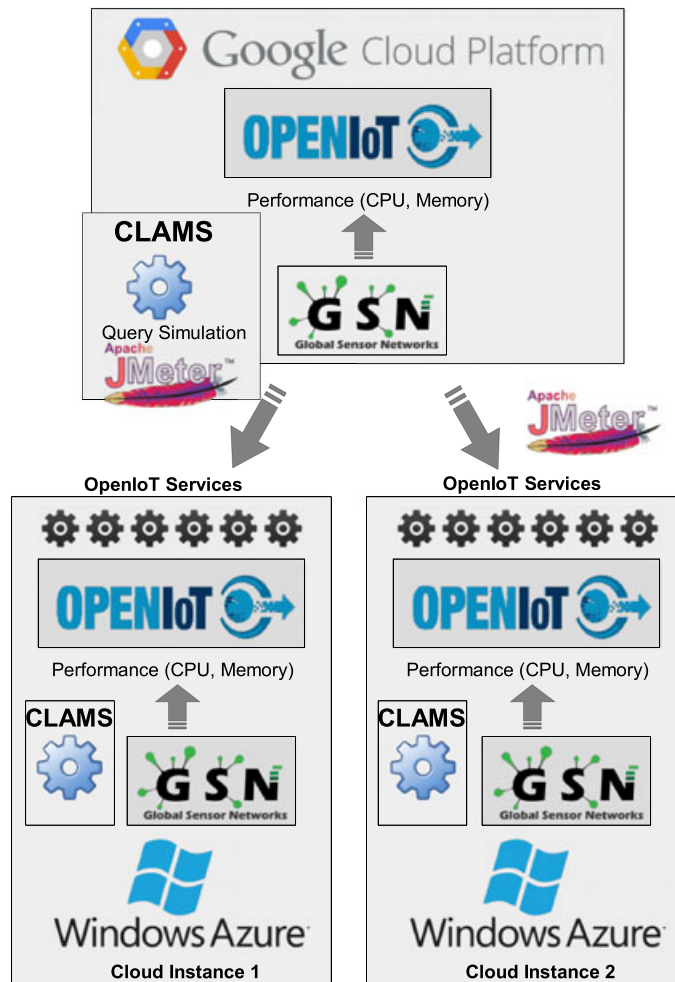 Google Cloud Platform
OPENIoT
Performance (CPU, Memory)
CLAMS
Query Simulation
Apache
JMeter™
GSN
Global Sensor Networks
Apache
JMeter™
OpenIoT Services
OPENIoT
Performance (CPU, Memory)
CLAMS
GSN
Global Sensor Networks
Windows Azure
Cloud Instance 1
OpenIoT Services
OPENIoT
Performance (CPU, Memory)
CLAMS
GSN
Global Sensor Networks
Windows Azure
Cloud Instance 2